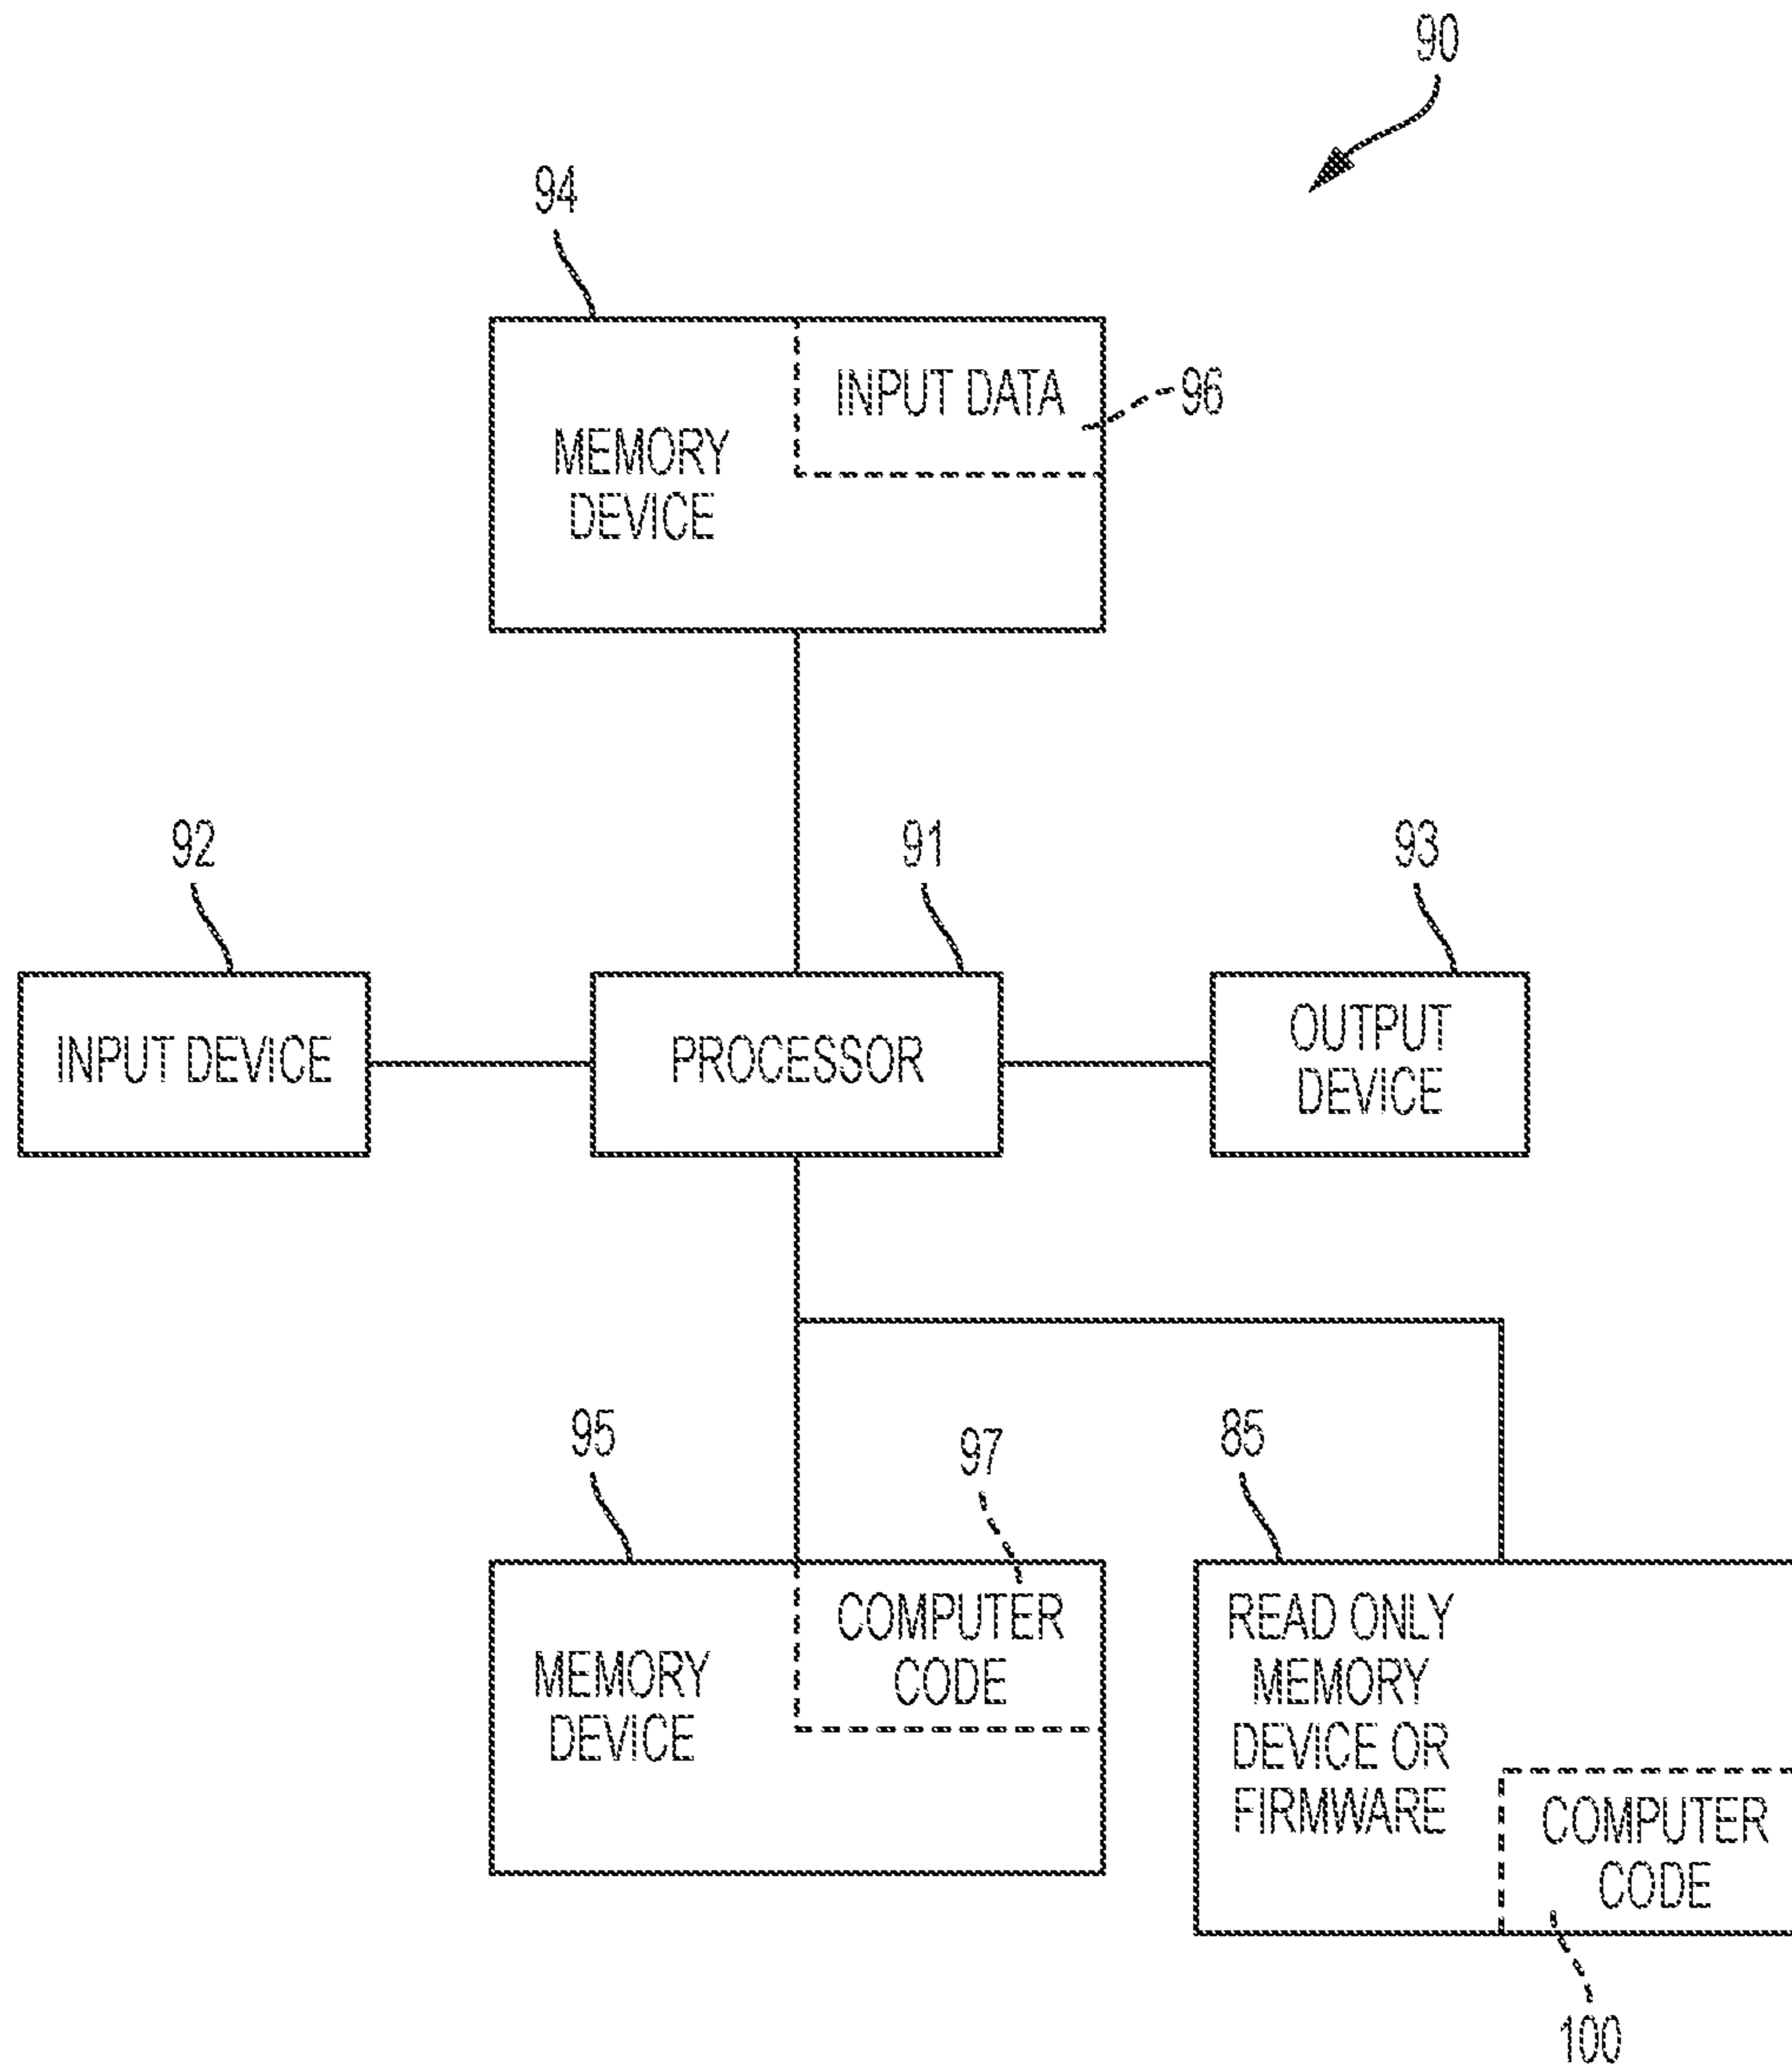 90
94
INPUT DATA
96
MEMORY
DEVICE
92
91
93
INPUT DEVICE
PROCESSOR
OUTPUT
DEVICE
95
97
85
MEMORY
DEVICE
COMPUTER
CODE
READ ONLY
MEMORY
DEVICE OR
FIRMWARE
COMPUTER
CODE
100